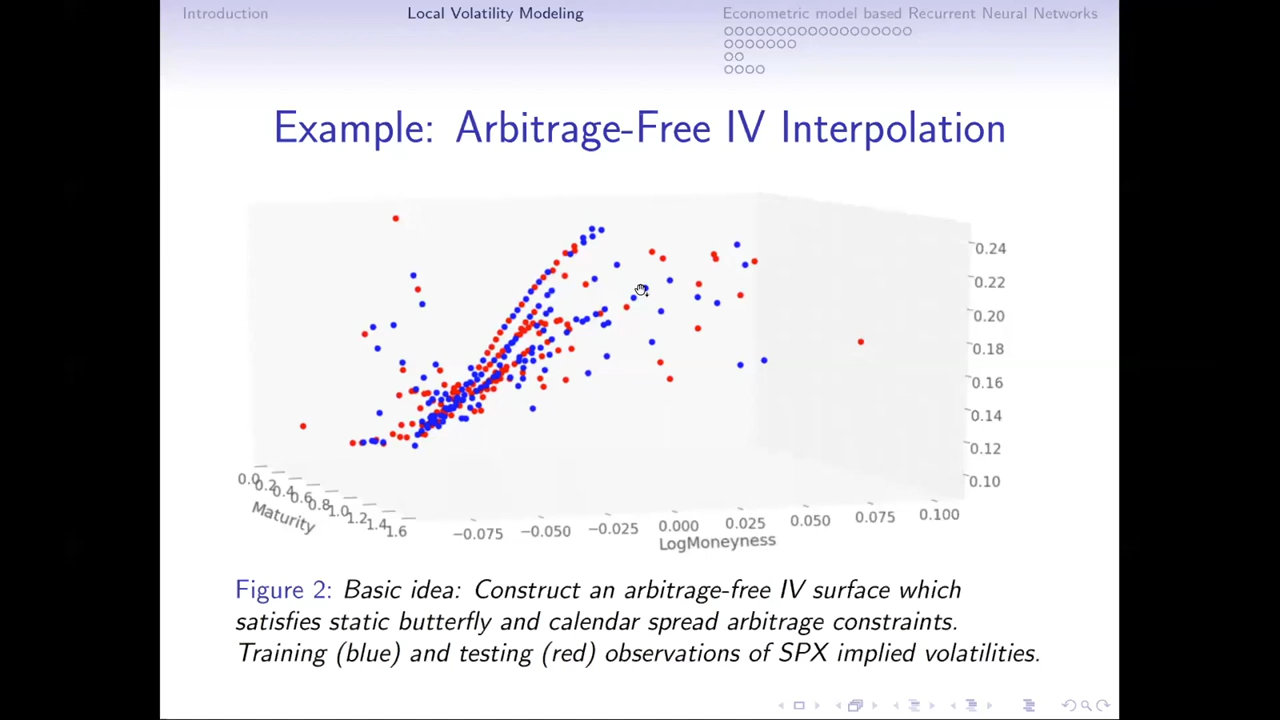 Introduction
Local Volatility Modeling
Econometric model based Recurrent Neural Networks
Example: Arbitrage-Free IV Interpolation
0.24
0.22
0.20
0.18
0.16
0.14
0.12
0.10
0.0
0.2
0.4
0.6
0.8
1.0
1.2
1.4
1.6
Maturity
−0.075
−0.050
−0.025
0.000
0.025
0.050
0.075
0.100
LogMoneyness
Figure 2: Basic idea: Construct an arbitrage-free IV surface which
satisfies static butterfly and calendar spread arbitrage constraints.
Training (blue) and testing (red) observations of SPX implied volatilities.